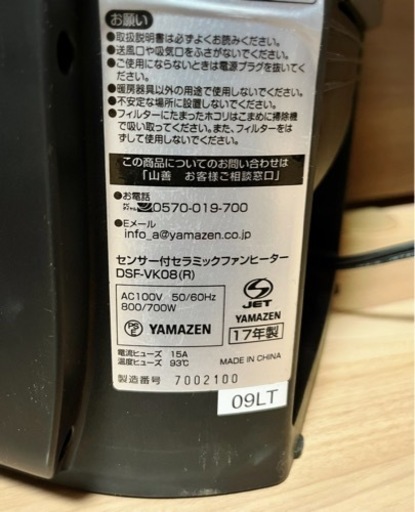 お願い
●取扱説明書は必ずよくお読みください。
●送風口や吸気口をふさがないでください。
●ご使用にならないときは電源プラグを抜いてください。
●暖房器具以外の用途で使用しないでください。
●不安定な場所に設置しないでください。
●フィルターにたまったホコリはこまめに掃除機
で吸い取ってください。また、フィルターをは
ずして使用しないでください。
この商品についてのお問い合わせは
「山善 お客様ご相談窓口」
●お電話
0570-019-700
●Eメール
info_a@yamazen.co.jp
センサー付セラミックファンヒーター
DSF-VK08(R)
AC100V 50/60Hz
800/700W
PSE YAMAZEN
S
JET
YAMAZEN
17年製
電流ヒューズ 15A
温度ヒューズ 93℃
MADE IN CHINA
製造番号 7002100
09LT